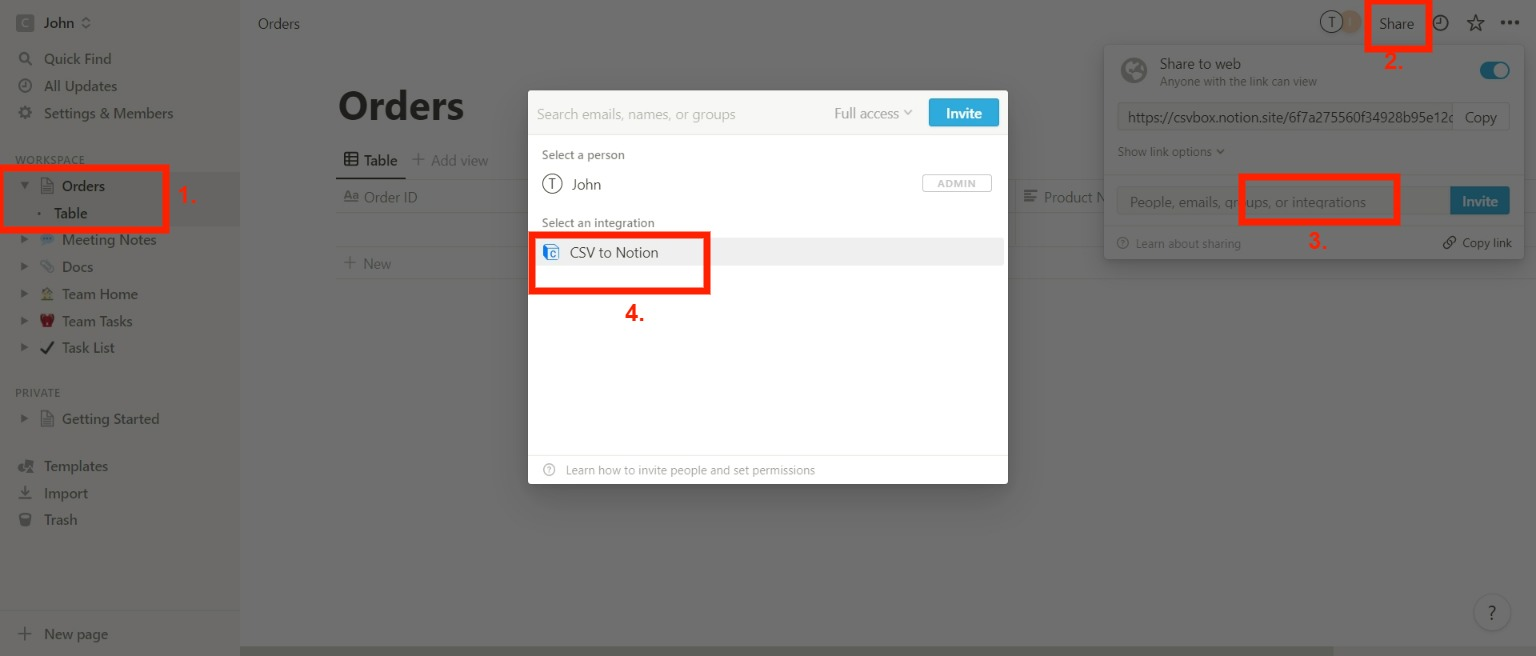 C John
Quick Find
All Updates
Settings & Members
WORKSPACE
Orders
Table
1.
Meeting Notes
Docs
Team Home
Team Tasks
Task List
PRIVATE
Getting Started
Templates
Import
Trash
New page
Orders
Orders
Table + Add view
Aa Order ID
Product N
+ New
T Share
2.
Share to web
Anyone with the link can view
https://csvbox.notion.site/6f7a275560f34928b95e12c Copy
Show link options
People, emails, groups, or integrations Invite
3.
Learn about sharing Copy link
Search emails, names, or groups Full access Invite
Select a person
T John ADMIN
Select an integration
C CSV to Notion
4.
? Learn how to invite people and set permissions
?